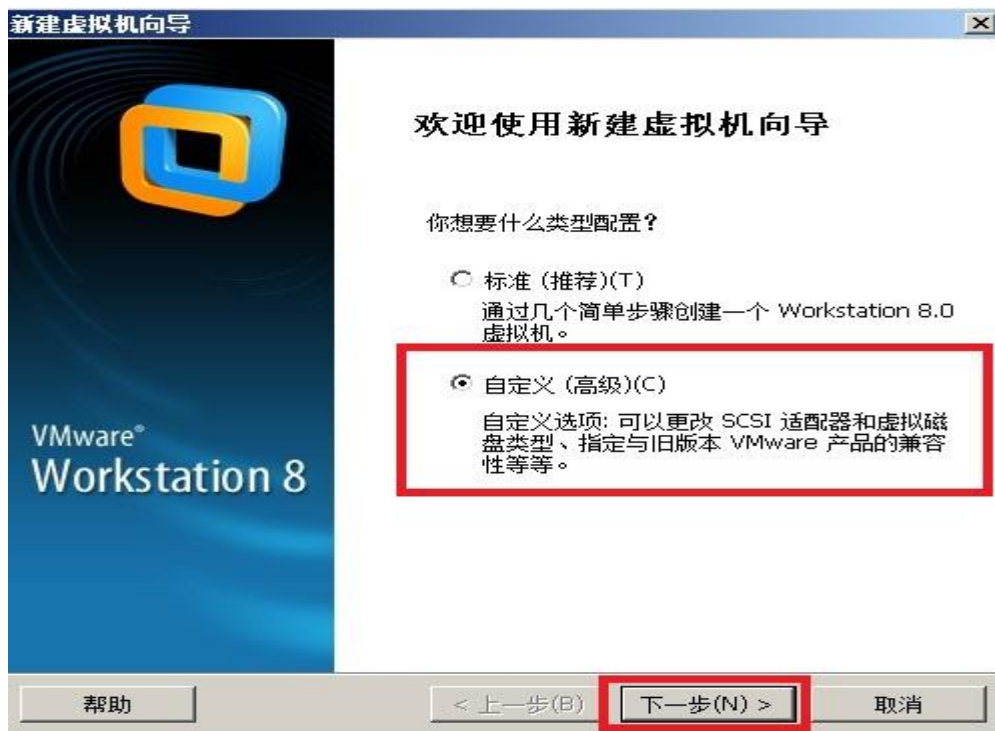 新建虚拟机向导
欢迎使用新建虚拟机向导
你想要什么类型配置?
标准 (推荐)(T)
通过几个简单步骤创建一个 Workstation 8.0
虚拟机。
自定义 (高级)(C)
自定义选项: 可以更改 SCSI 适配器和虚拟磁
盘类型、指定与旧版本 VMware 产品的兼容
性等等。
VMware®
Workstation 8
帮助
< 上一步(B)
下一步(N) >
取消